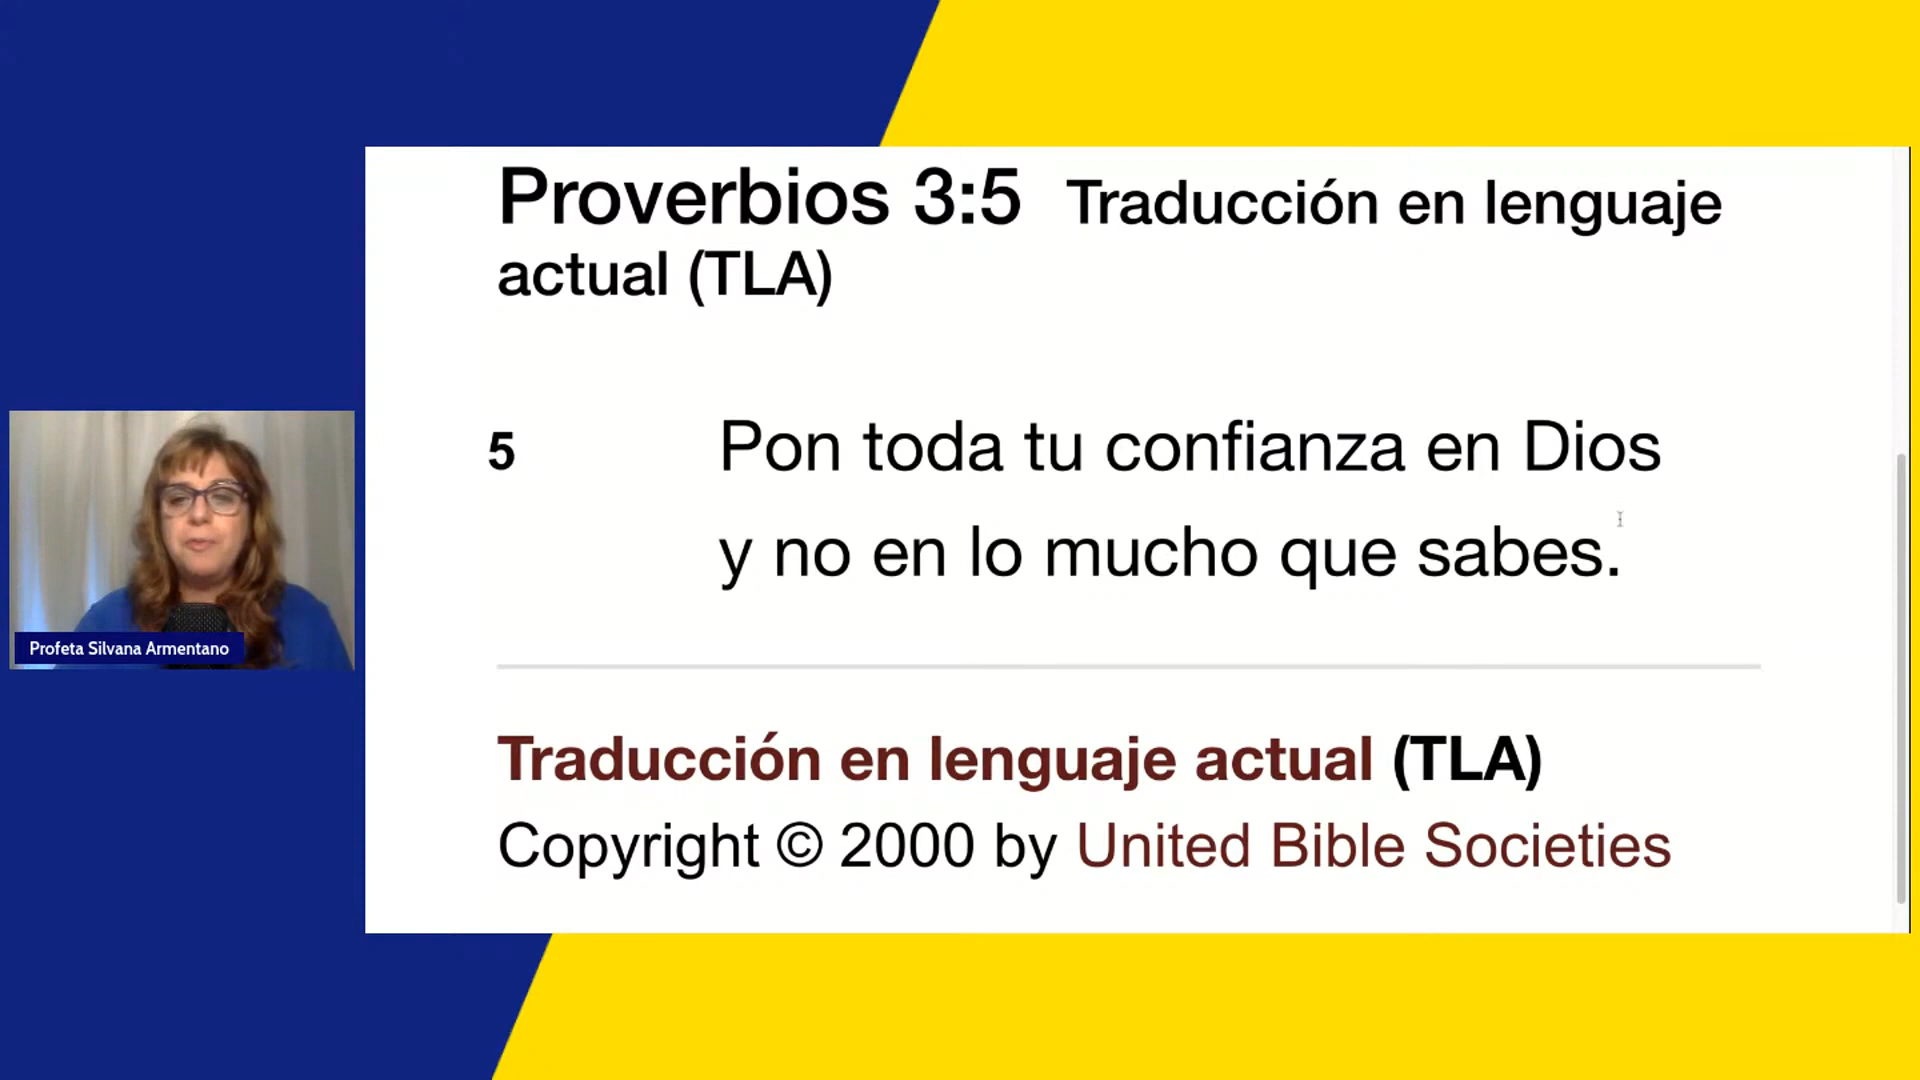 Proverbios 3:5 Traducción en lenguaje
actual (TLA)
5 Pon toda tu confianza en Dios
y no en lo mucho que sabes.
Profeta Silvana Armentano
Traducción en lenguaje actual (TLA)
Copyright © 2000 by United Bible Societies